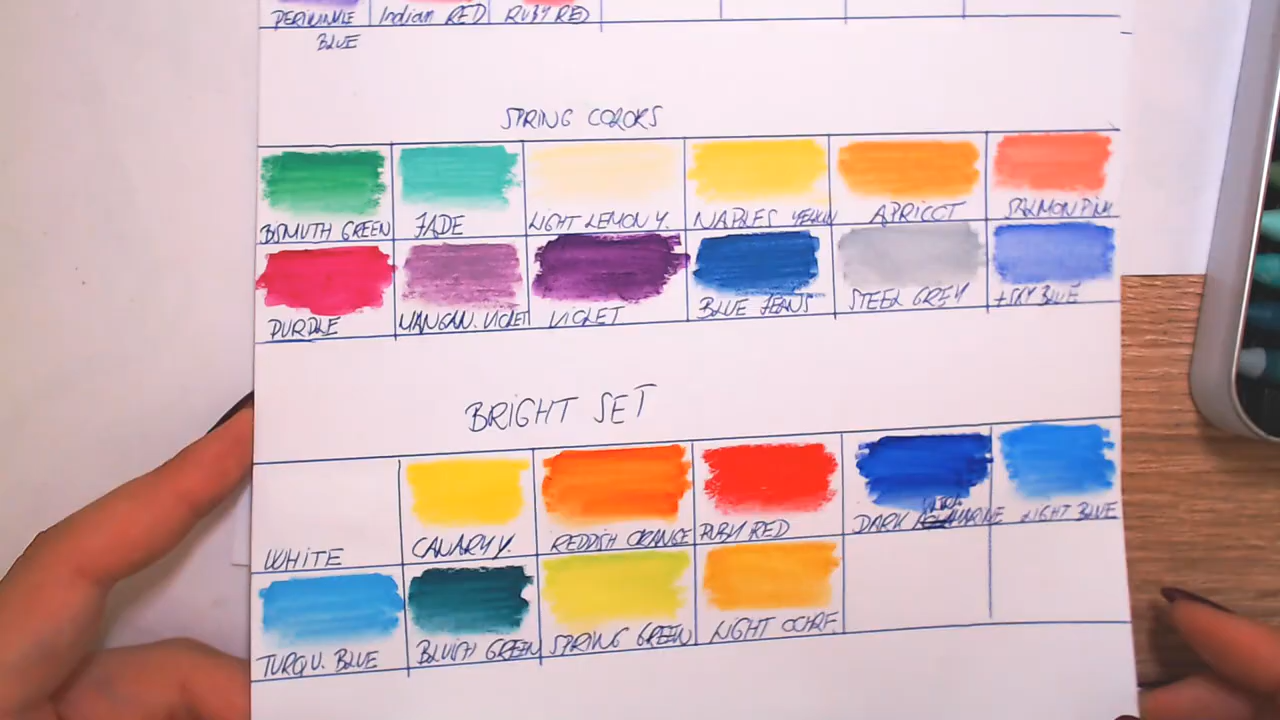 PERIWINKLE Indian RED RUBY RED
BLUE
SPRING COLORS
BISMUTH GREEN JADE LIGHT LEMON Y. NAPLES YELLOW APRICOT SALMON PINK
PURPLE MANGAN. VIOLET VIOLET BLUE JEANS STEEL GREY + SKY BLUE
BRIGHT SET
WHITE CANARY Y. REDDISH ORANGE RUBY RED DARK LIGHT BLUE
TURQU. BLUE BLUISH GREEN SPRING GREEN LIGHT OCHRE